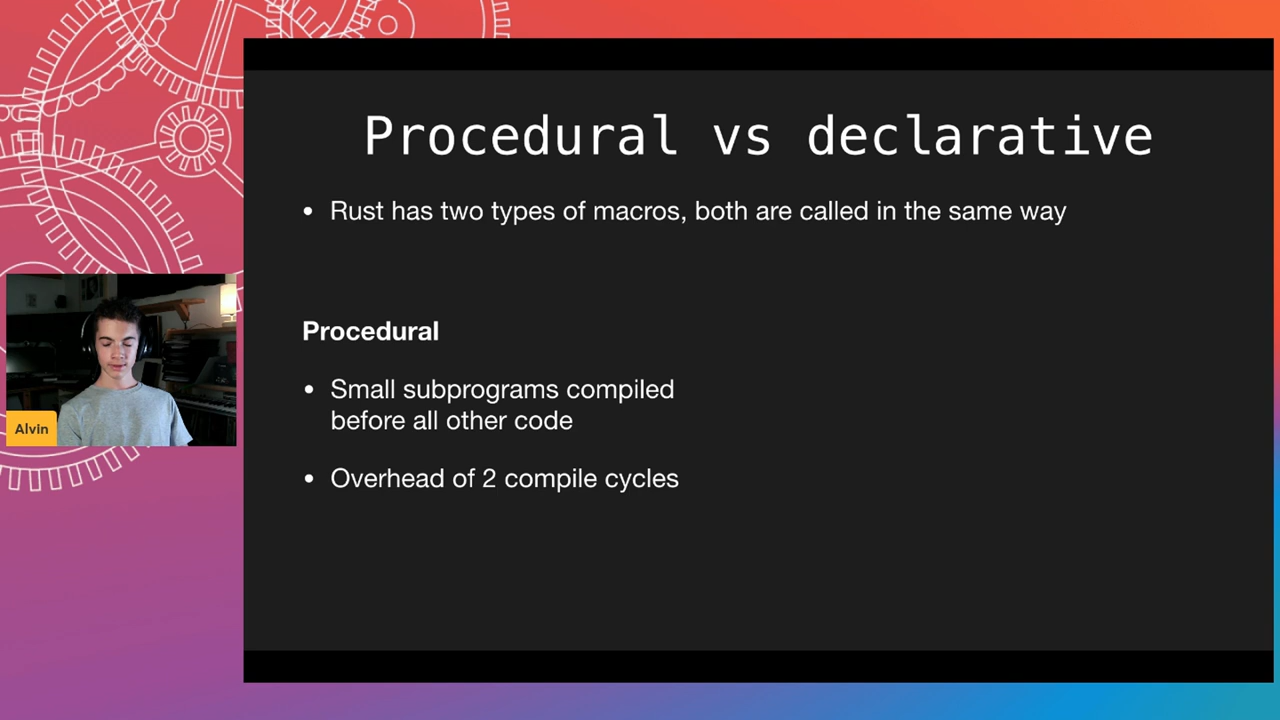 Procedural vs declarative
• Rust has two types of macros, both are called in the same way
Procedural
• Small subprograms compiled
before all other code
• Overhead of 2 compile cycles
Alvin